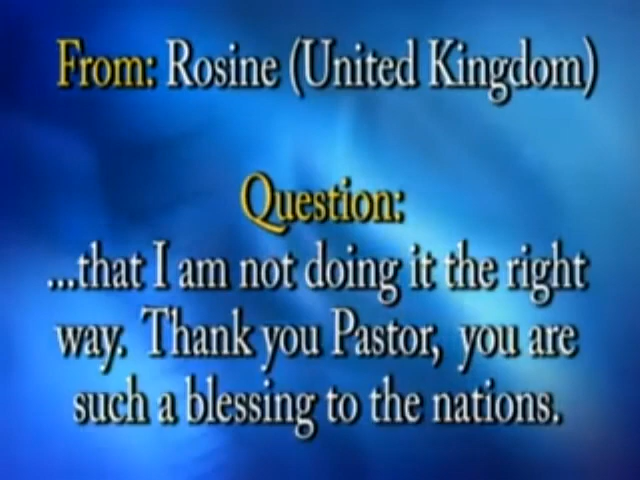 From: Rosine (United Kingdom)
Question:
...that I am not doing it the right
way. Thank you Pastor, you are
such a blessing to the nations.